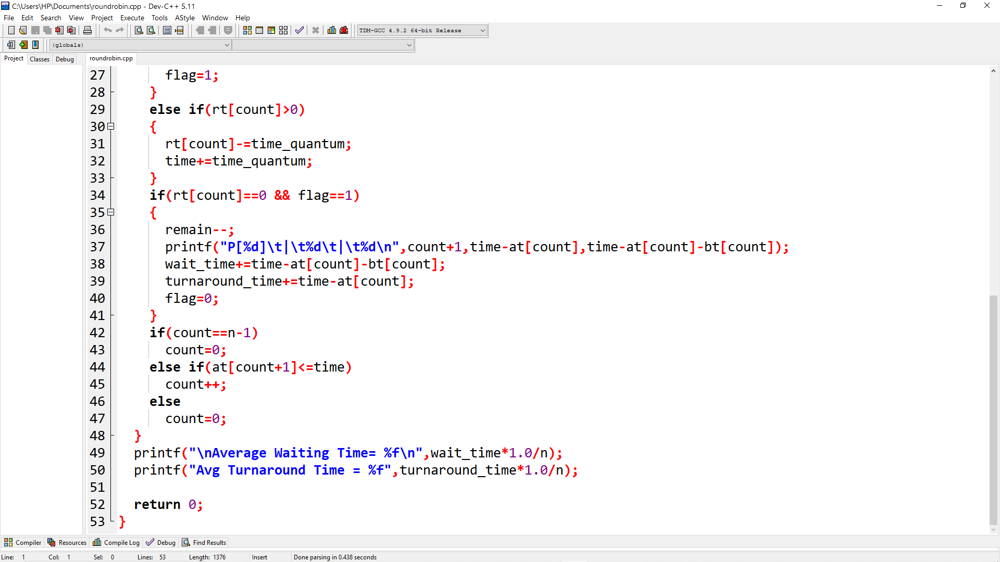 C:\Users\HP\Documents\roundrobin.cpp - Dev-C++ 5.11
File Edit Search View Project Execute Tools AStyle Window Help
TDM-GCC 4.9.2 64-bit Release
(globals)
Project Classes Debug
roundrobin.cpp
27 flag=1;
28 }
29 else if(rt[count]>0)
30 {
31 rt[count]-=time_quantum;
32 time+=time_quantum;
33 }
34 if(rt[count]==0 && flag==1)
35 {
36 remain--;
37 printf("P[%d]\t|\t%d\t|\t%d\n",count+1,time-at[count],time-at[count]-bt[count]);
38 wait_time+=time-at[count]-bt[count];
39 turnaround_time+=time-at[count];
40 flag=0;
41 }
42 if(count==n-1)
43 count=0;
44 else if(at[count+1]<=time)
45 count++;
46 else
47 count=0;
48 }
49 printf("\nAverage Waiting Time= %f\n",wait_time*1.0/n);
50 printf("Avg Turnaround Time = %f",turnaround_time*1.0/n);
51
52 return 0;
53 }
Compiler Resources Compile Log Debug Find Results
Line: 1 Col: 1 Sel: 0 Lines: 53 Length: 1376 Insert Done parsing in 0.438 seconds